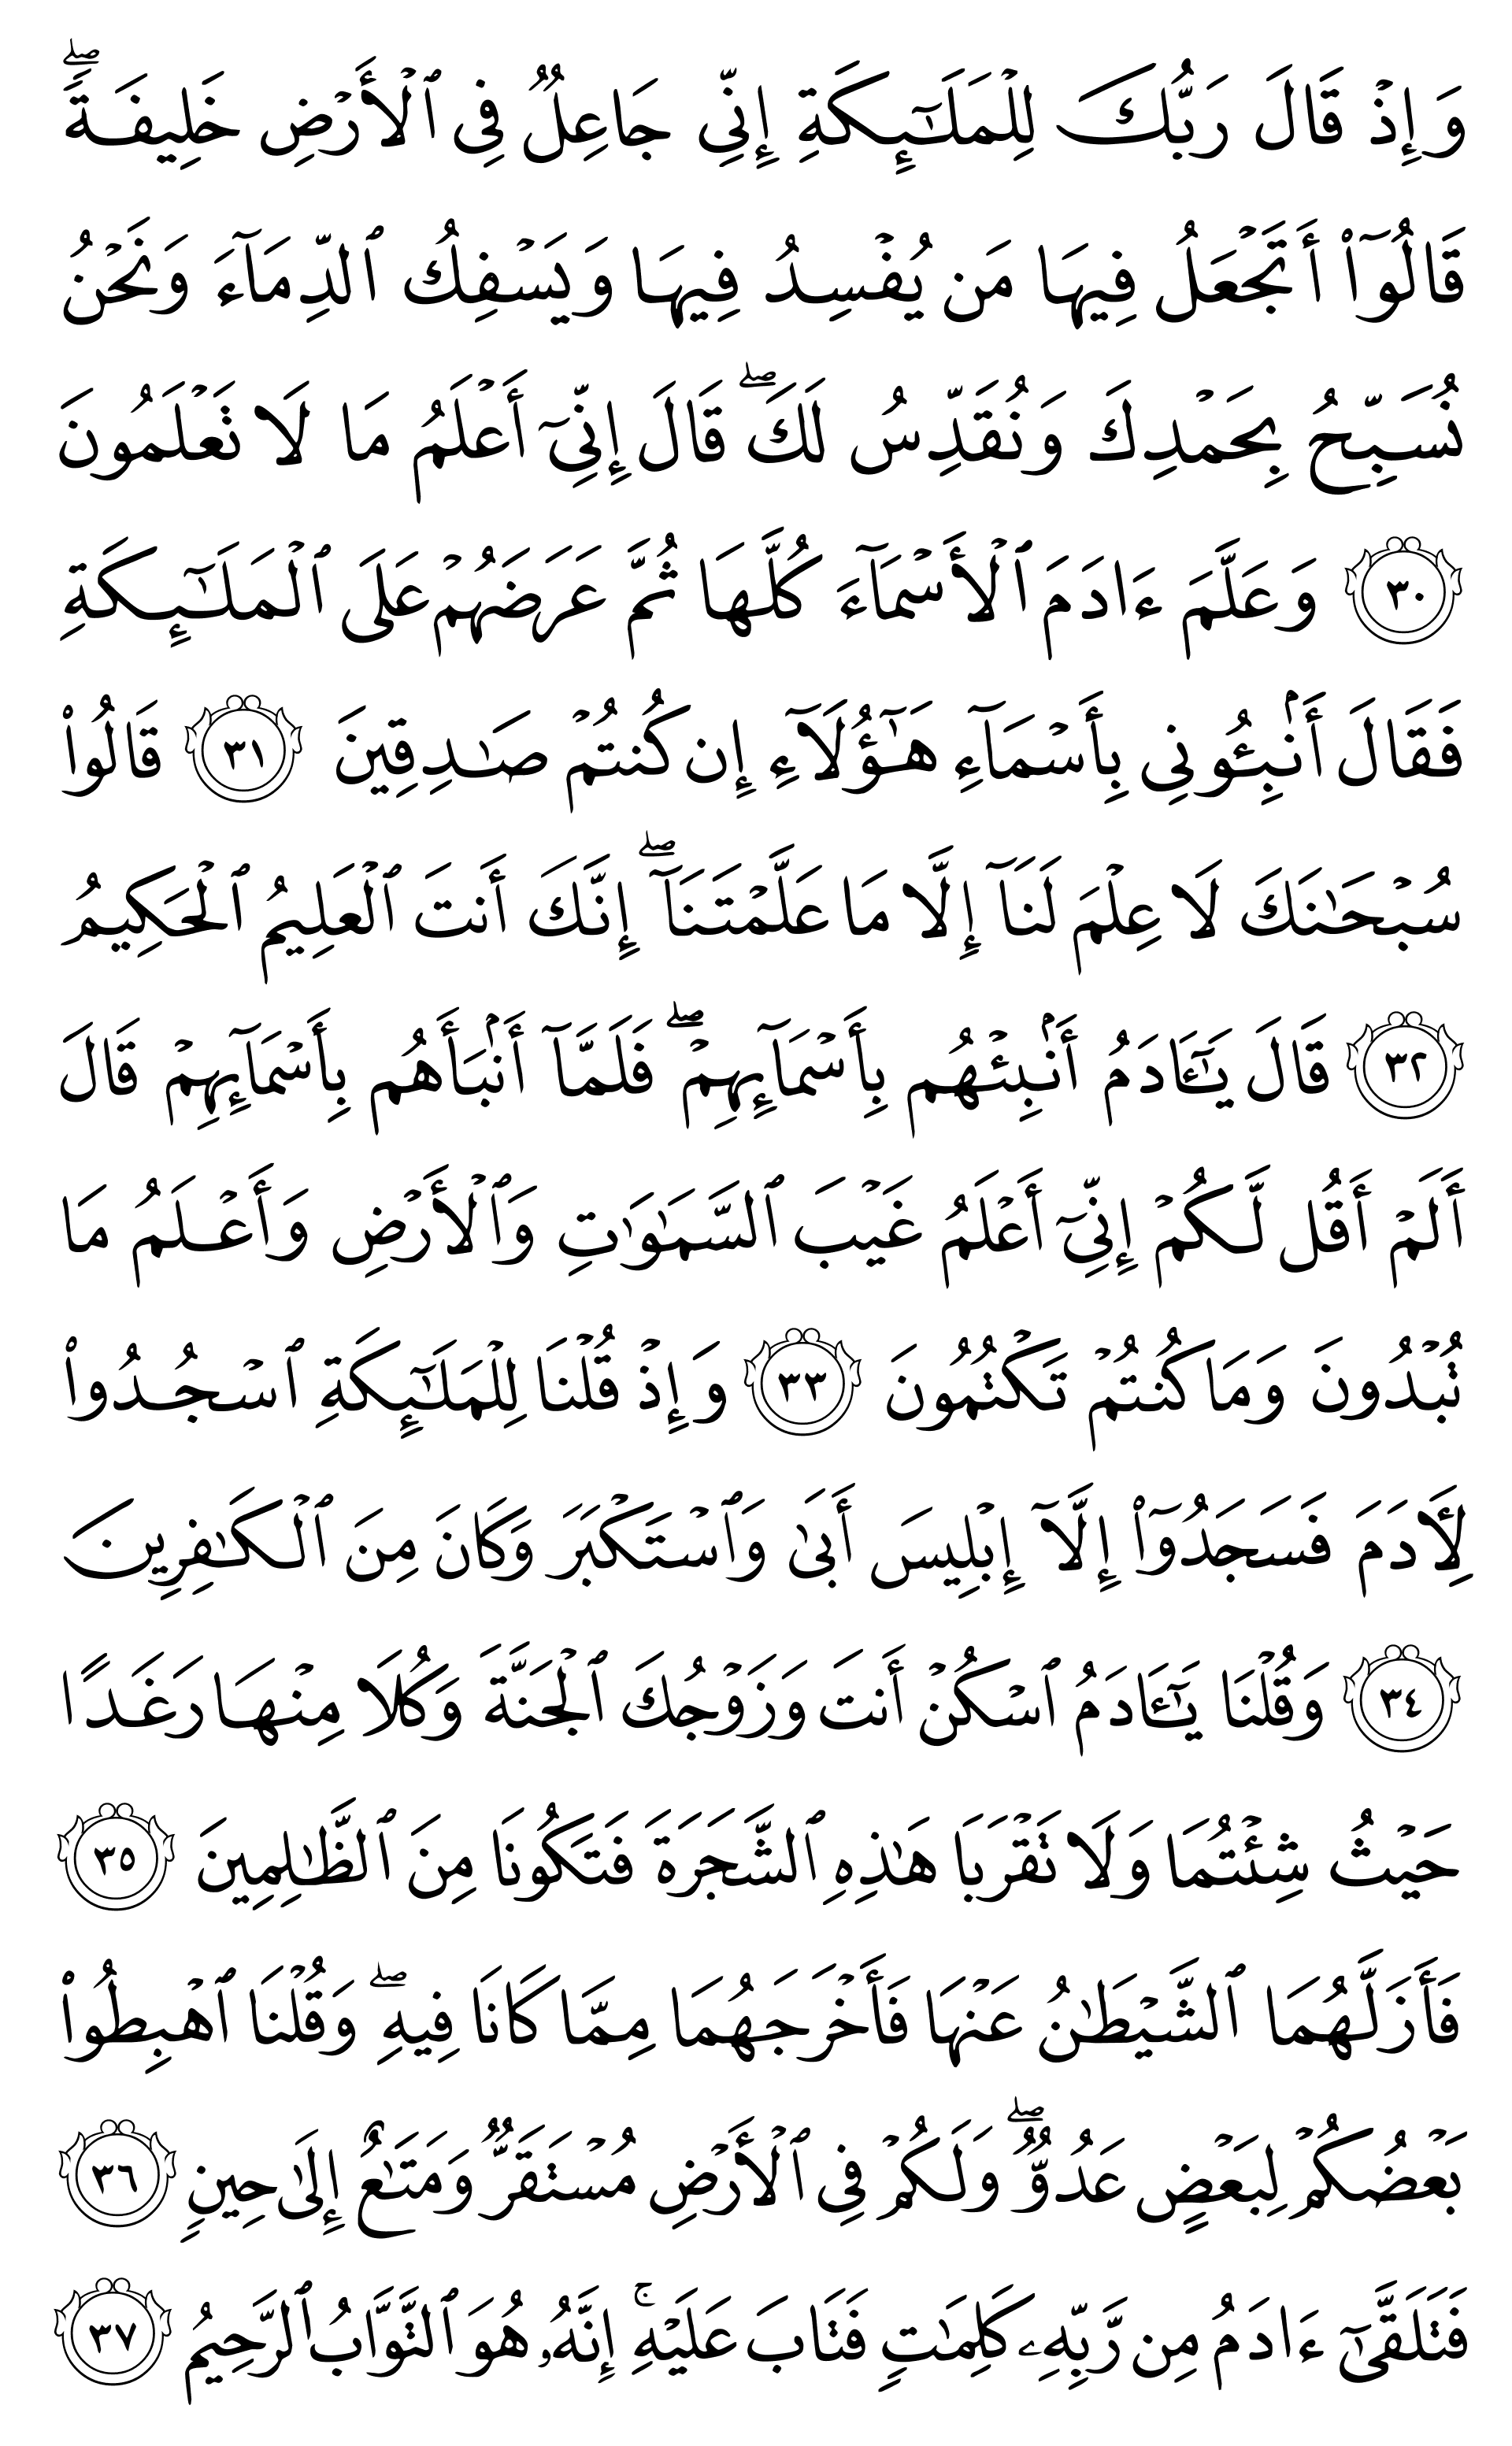 وَإِذۡ قَالَ رَبُّكَ لِلۡمَلَٰٓئِكَةِ إِنِّي جَاعِلٞ فِي ٱلۡأَرۡضِ خَلِيفَةٗۖ
قَالُوٓاْ أَتَجۡعَلُ فِيهَا مَن يُفۡسِدُ فِيهَا وَيَسۡفِكُ ٱلدِّمَآءَ وَنَحۡنُ
نُسَبِّحُ بِحَمۡدِكَ وَنُقَدِّسُ لَكَۖ قَالَ إِنِّيٓ أَعۡلَمُ مَا لَا تَعۡلَمُونَ
٣٠ وَعَلَّمَ ءَادَمَ ٱلۡأَسۡمَآءَ كُلَّهَا ثُمَّ عَرَضَهُمۡ عَلَى ٱلۡمَلَٰٓئِكَةِ
فَقَالَ أَنۢبِـُٔونِي بِأَسۡمَآءِ هَٰٓؤُلَآءِ إِن كُنتُمۡ صَٰدِقِينَ ٣١ قَالُواْ
سُبۡحَٰنَكَ لَا عِلۡمَ لَنَآ إِلَّا مَا عَلَّمۡتَنَآۖ إِنَّكَ أَنتَ ٱلۡعَلِيمُ ٱلۡحَكِيمُ
٣٢ قَالَ يَٰٓـَٔادَمُ أَنۢبِئۡهُم بِأَسۡمَآئِهِمۡۖ فَلَمَّآ أَنۢبَأَهُم بِأَسۡمَآئِهِمۡ قَالَ
أَلَمۡ أَقُل لَّكُمۡ إِنِّيٓ أَعۡلَمُ غَيۡبَ ٱلسَّمَٰوَٰتِ وَٱلۡأَرۡضِ وَأَعۡلَمُ مَا
تُبۡدُونَ وَمَا كُنتُمۡ تَكۡتُمُونَ ٣٣ وَإِذۡ قُلۡنَا لِلۡمَلَٰٓئِكَةِ ٱسۡجُدُواْ
لِأٓدَمَ فَسَجَدُوٓاْ إِلَّآ إِبۡلِيسَ أَبَىٰ وَٱسۡتَكۡبَرَ وَكَانَ مِنَ ٱلۡكَٰفِرِينَ
٣٤ وَقُلۡنَا يَٰٓـَٔادَمُ ٱسۡكُنۡ أَنتَ وَزَوۡجُكَ ٱلۡجَنَّةَ وَكُلَا مِنۡهَا رَغَدًا
حَيۡثُ شِئۡتُمَا وَلَا تَقۡرَبَا هَٰذِهِ ٱلشَّجَرَةَ فَتَكُونَا مِنَ ٱلظَّٰلِمِينَ ٣٥
فَأَزَلَّهُمَا ٱلشَّيۡطَٰنُ عَنۡهَا فَأَخۡرَجَهُمَا مِمَّا كَانَا فِيهِۖ وَقُلۡنَا ٱهۡبِطُواْ
بَعۡضُكُمۡ لِبَعۡضٍ عَدُوّٞۖ وَلَكُمۡ فِي ٱلۡأَرۡضِ مُسۡتَقَرّٞ وَمَتَٰعٌ إِلَىٰ حِينٖ ٣٦
فَتَلَقَّىٰٓ ءَادَمُ مِن رَّبِّهِۦ كَلِمَٰتٖ فَتَابَ عَلَيۡهِۚ إِنَّهُۥ هُوَ ٱلتَّوَّابُ ٱلرَّحِيمُ ٣٧